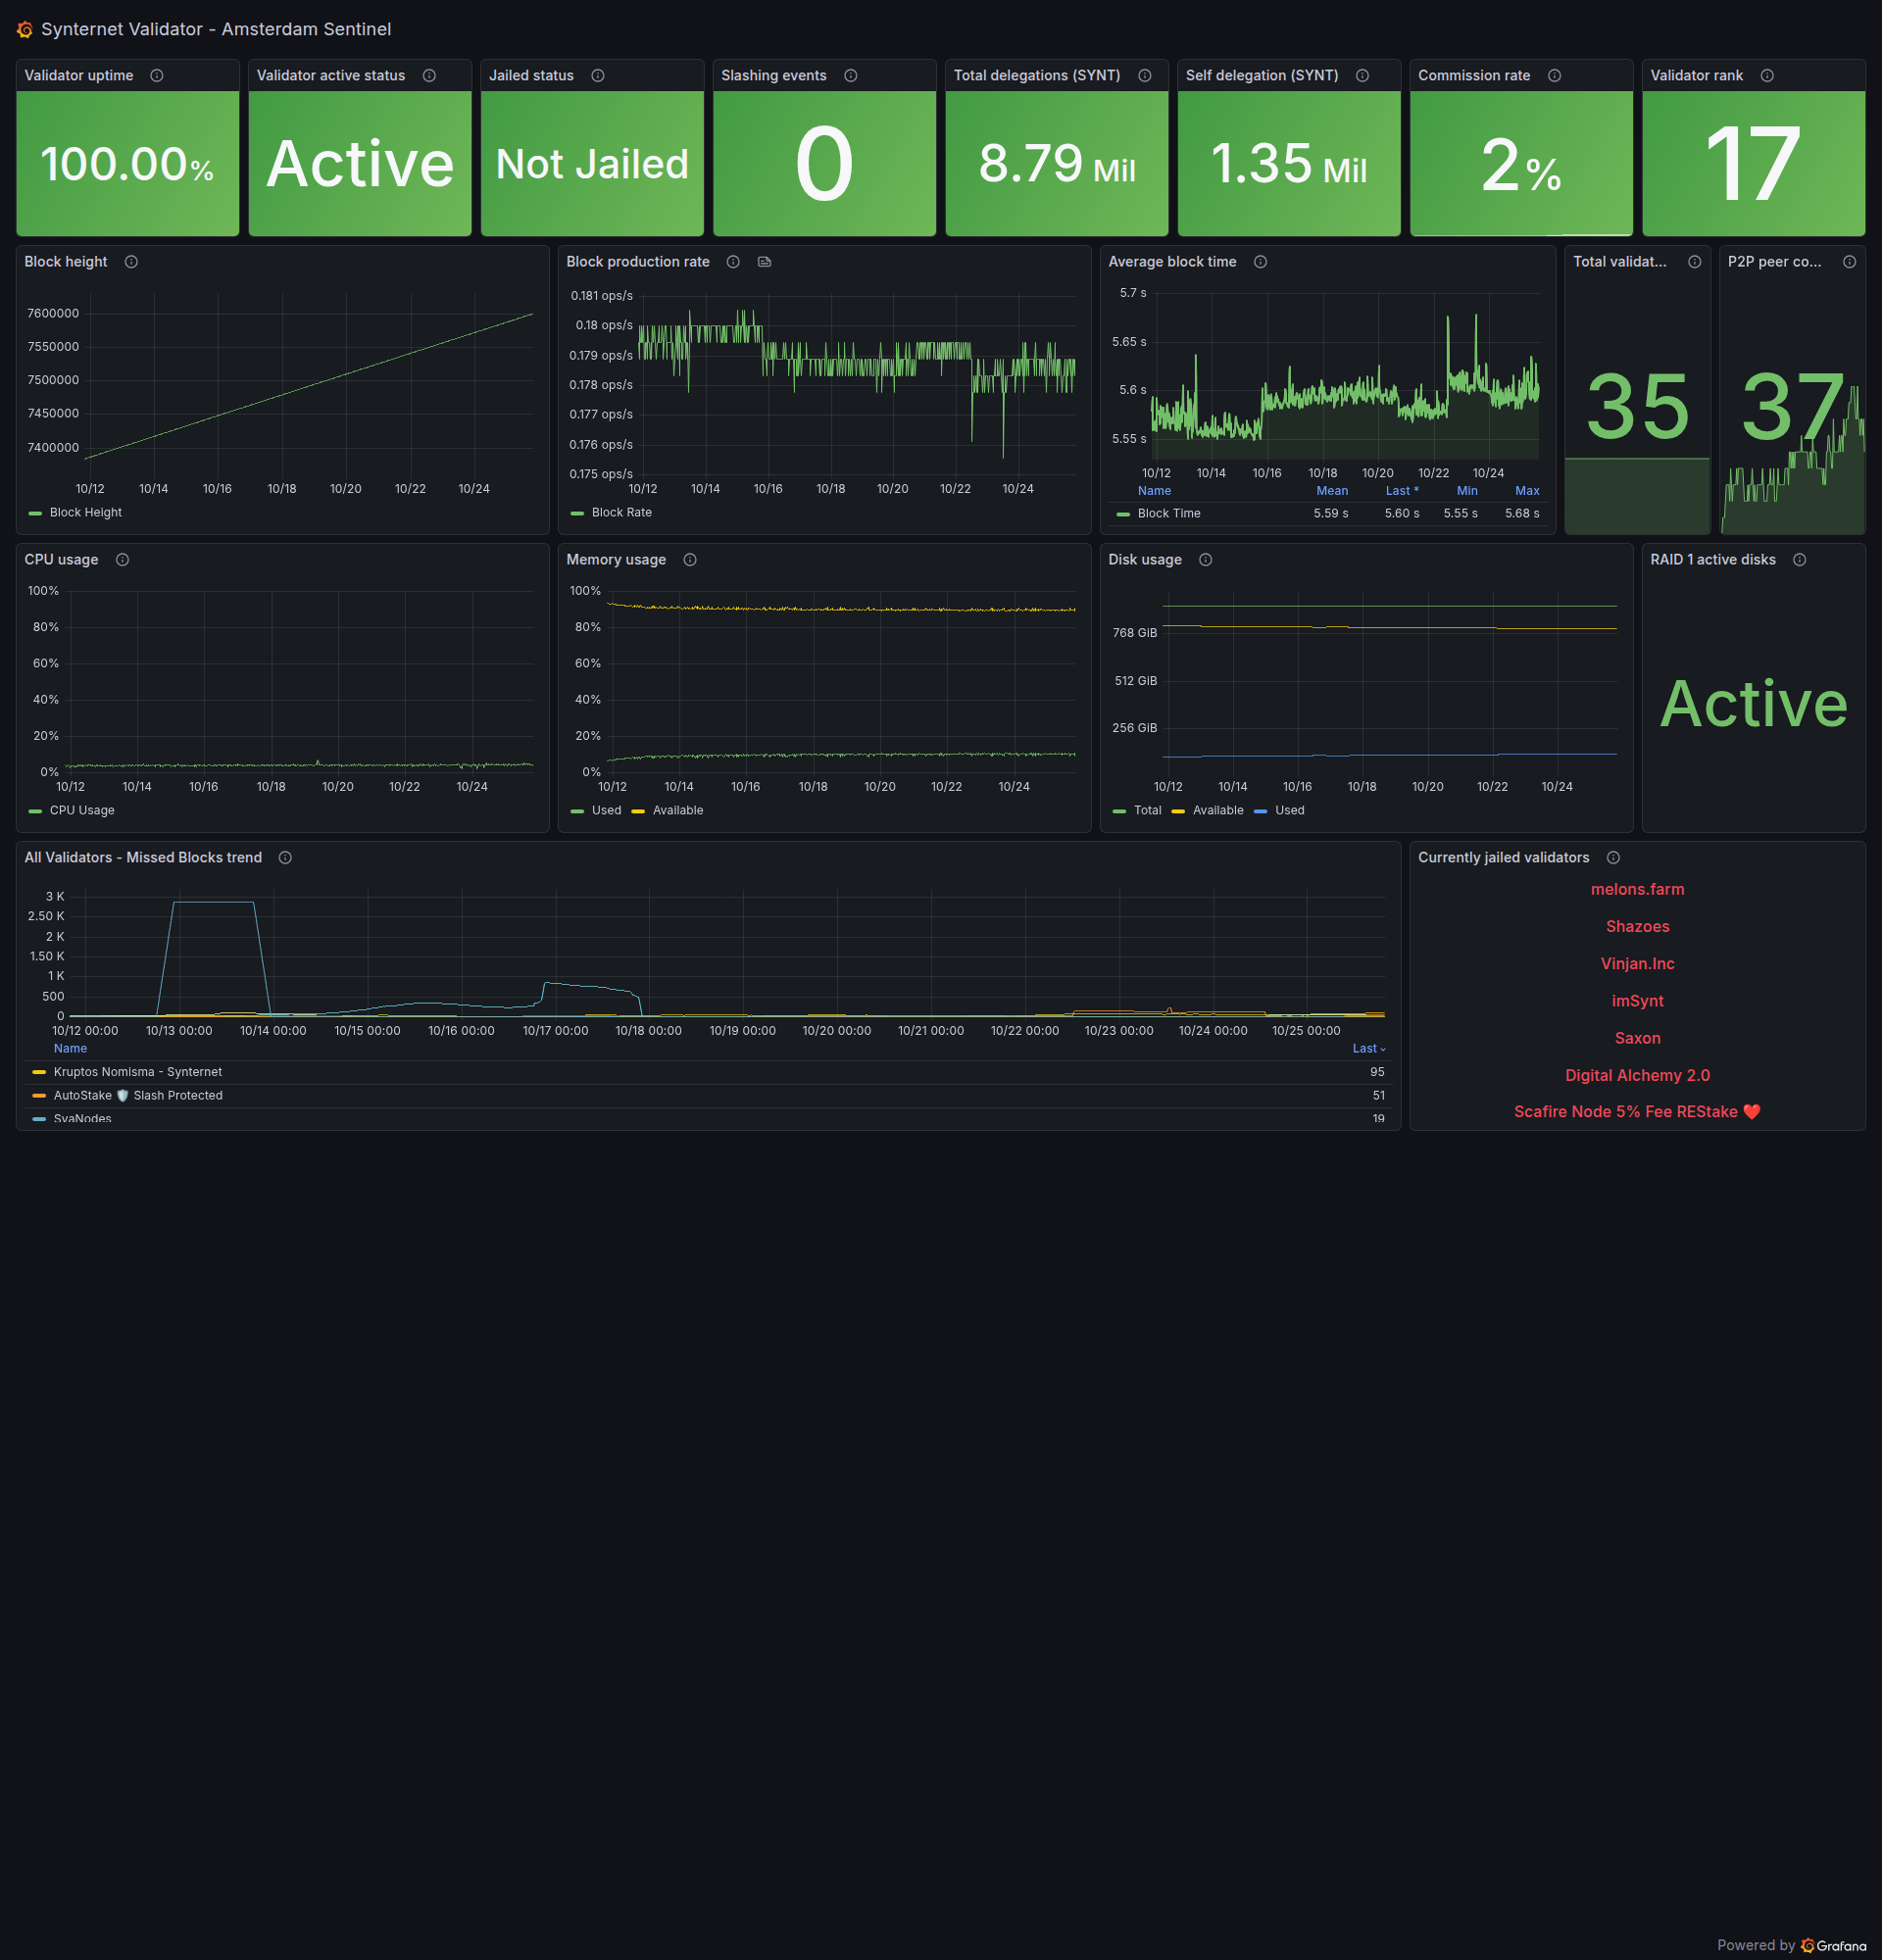 Synternet Validator - Amsterdam Sentinel
Validator uptime
100.00%
Validator active status
Active
Jailed status
Not Jailed
Slashing events
0
Total delegations (SYNT)
8.79 Mil
Self delegation (SYNT)
1.35 Mil
Commission rate
2%
Validator rank
17
Block height
7600000
7550000
7500000
7450000
7400000
10/12 10/14 10/16 10/18 10/20 10/22 10/24
Block Height
Block production rate
0.181 ops/s
0.18 ops/s
0.179 ops/s
0.178 ops/s
0.177 ops/s
0.176 ops/s
0.175 ops/s
10/12 10/14 10/16 10/18 10/20 10/22 10/24
Block Rate
Average block time
5.7 s
5.65 s
5.6 s
5.55 s
10/12 10/14 10/16 10/18 10/20 10/22 10/24
Name Mean Last * Min Max
Block TIme 5.59 s 5.60 s 5.55 s 5.68 s
Total validat...
35
P2P peer co...
37
CPU usage
100%
80%
60%
40%
20%
0%
10/12 10/14 10/16 10/18 10/20 10/22 10/24
CPU Usage
Memory usage
100%
80%
60%
40%
20%
0%
10/12 10/14 10/16 10/18 10/20 10/22 10/24
Used Available
Disk usage
768 GiB
512 GiB
256 GiB
10/12 10/14 10/16 10/18 10/20 10/22 10/24
Total Available Used
RAID 1 active disks
Active
All Validators - Missed Blocks trend
3 K
2.50 K
2 K
1.50 K
1 K
500
0
10/12 00:00 10/13 00:00 10/14 00:00 10/15 00:00 10/16 00:00 10/17 00:00 10/18 00:00 10/19 00:00 10/20 00:00 10/21 00:00 10/22 00:00 10/23 00:00 10/24 00:00 10/25 00:00
Name Last
Kruptos Nomisma - Synternet 95
AutoStake 🛡️ Slash Protected 51
SvaNodes 19
Currently jailed validators
melons.farm
Shazoes
Vinjan.Inc
imSynt
Saxon
Digital Alchemy 2.0
Scafire Node 5% Fee REStake ❤️
Powered by Grafana